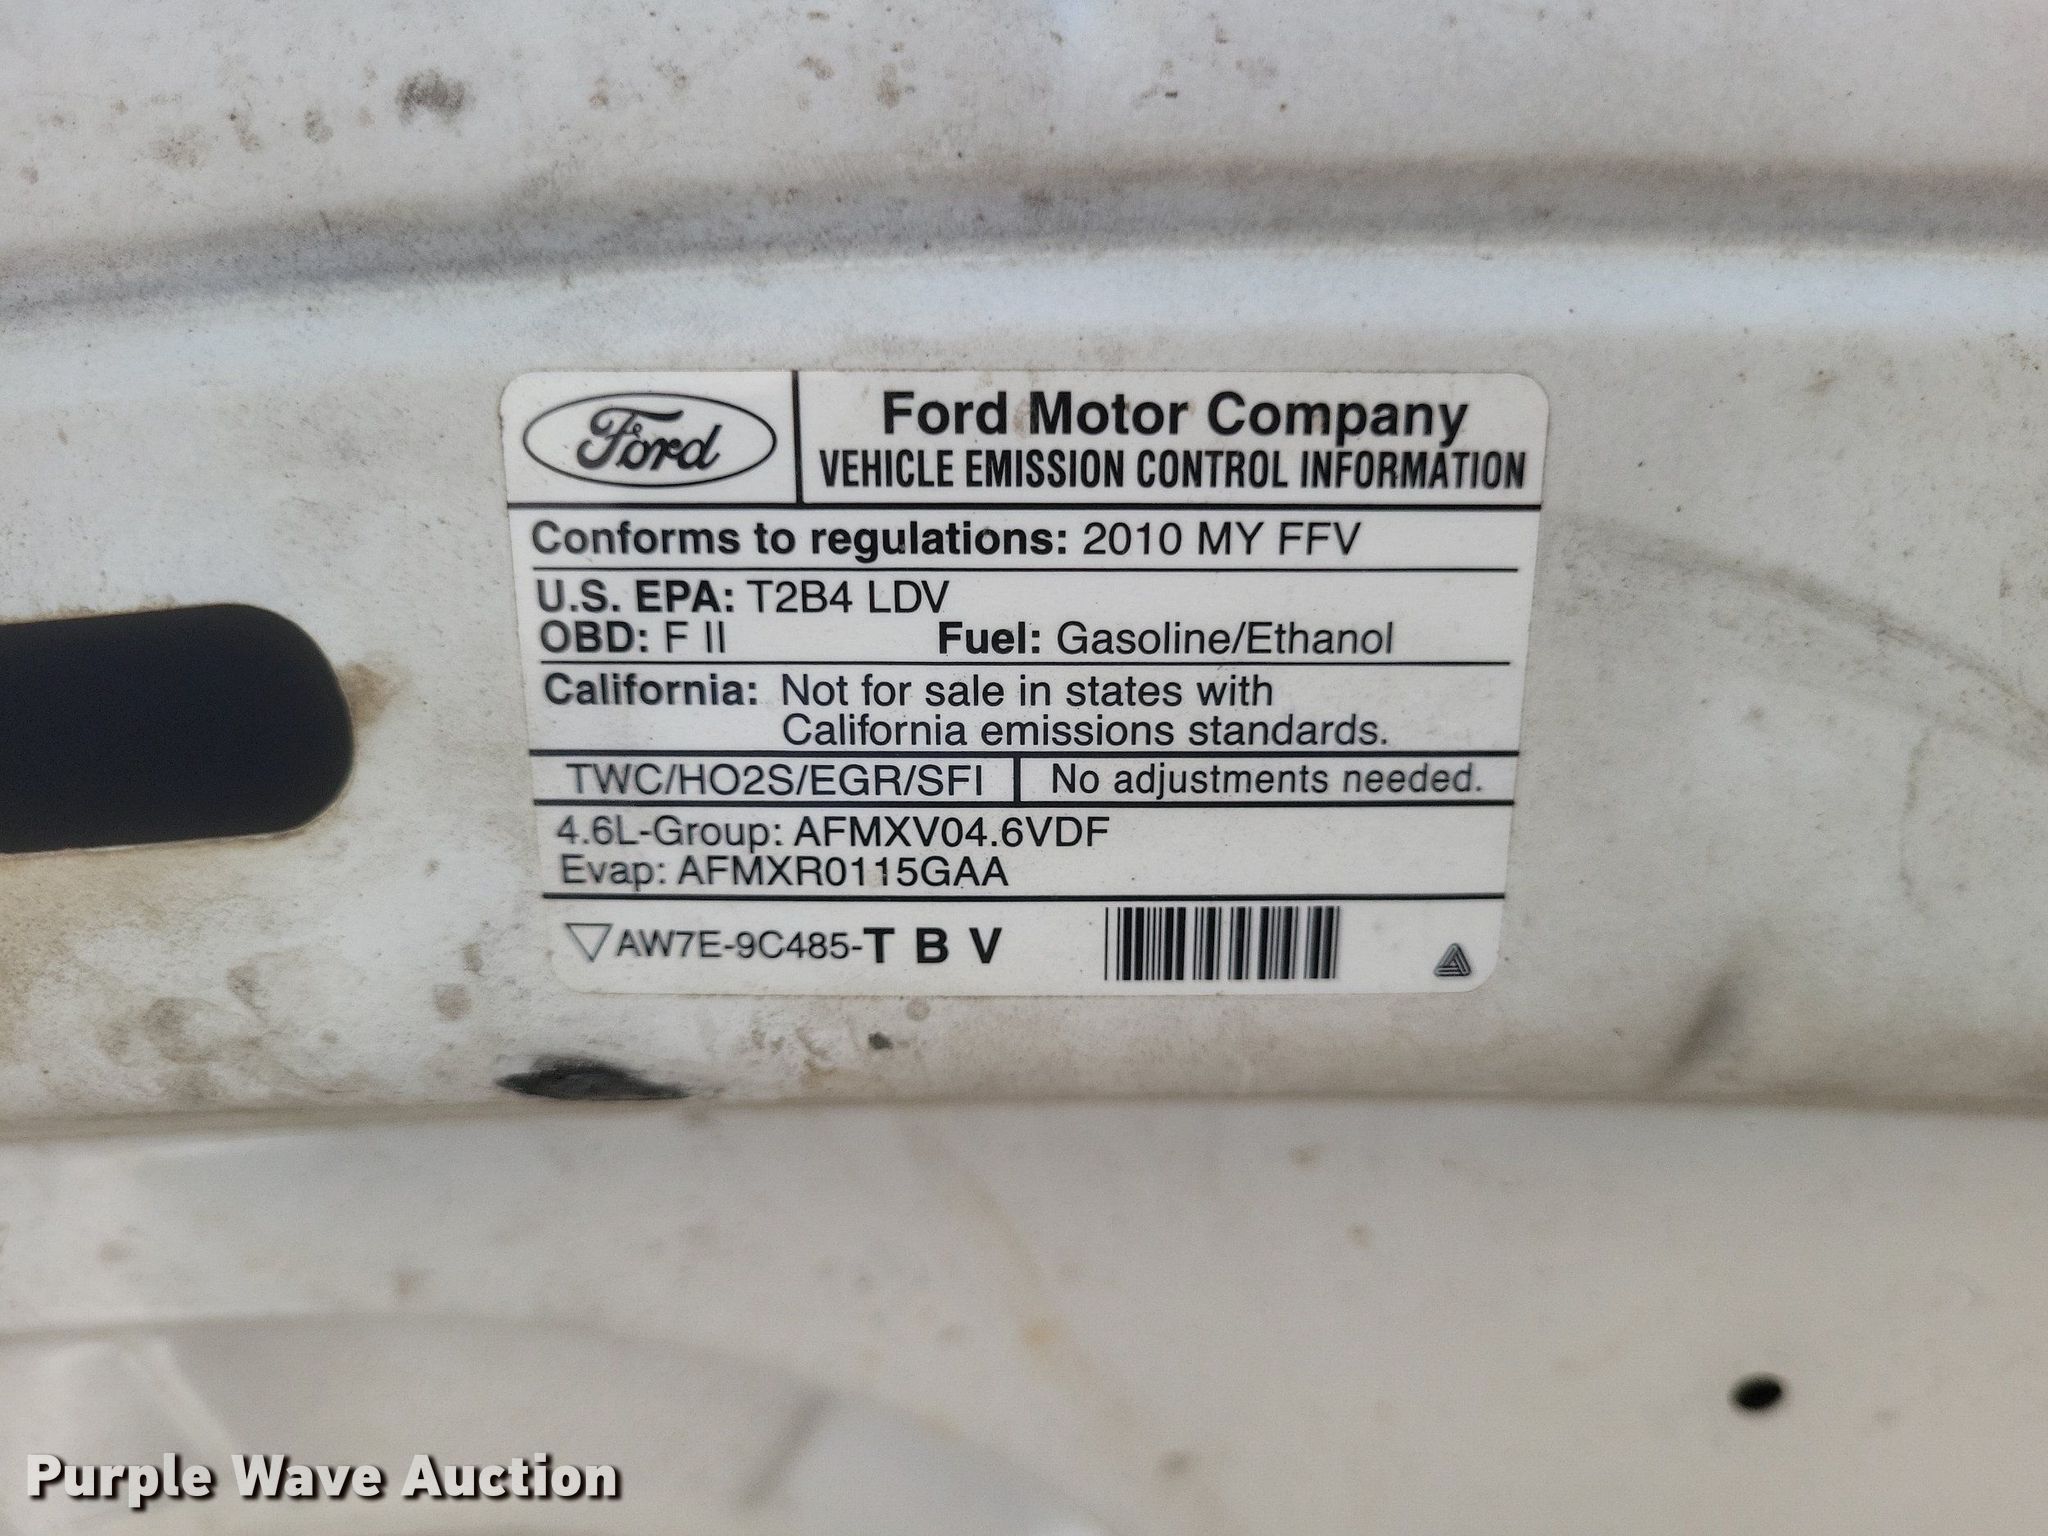 Ford
Ford Motor Company
VEHICLE EMISSION CONTROL INFORMATION
Conforms to regulations: 2010 MY FFV
U.S. EPA: T2B4 LDV
OBD: F II Fuel: Gasoline/Ethanol
California: Not for sale in states with
California emissions standards.
TWC/HO2S/EGR/SFI No adjustments needed.
4.6L-Group: AFMXV04.6VDF
Evap: AFMXR0115GAA
AW7E-9C485-T B V
Purple Wave Auction